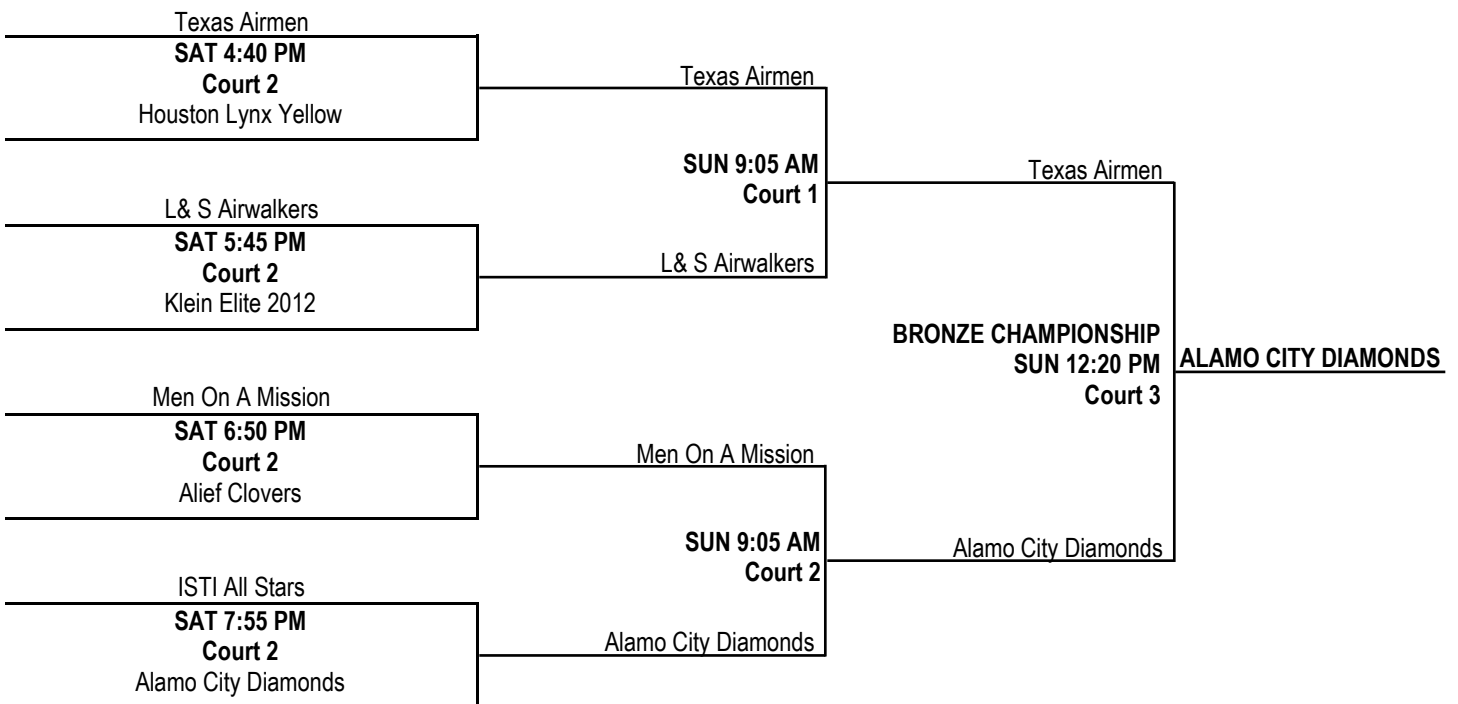 Texas Airmen
SAT 4:40 PM
Court 2
Houston Lynx Yellow
L& S Airwalkers
SAT 5:45 PM
Court 2
Klein Elite 2012
Men On A Mission
SAT 6:50 PM
Court 2
Alief Clovers
ISTI All Stars
SAT 7:55 PM
Court 2
Alamo City Diamonds
Texas Airmen
SUN 9:05 AM
Court 1
L& S Airwalkers
Men On A Mission
SUN 9:05 AM
Court 2
Alamo City Diamonds
Texas Airmen
BRONZE CHAMPIONSHIP
SUN 12:20 PM
Court 3
Alamo City Diamonds
ALAMO CITY DIAMONDS